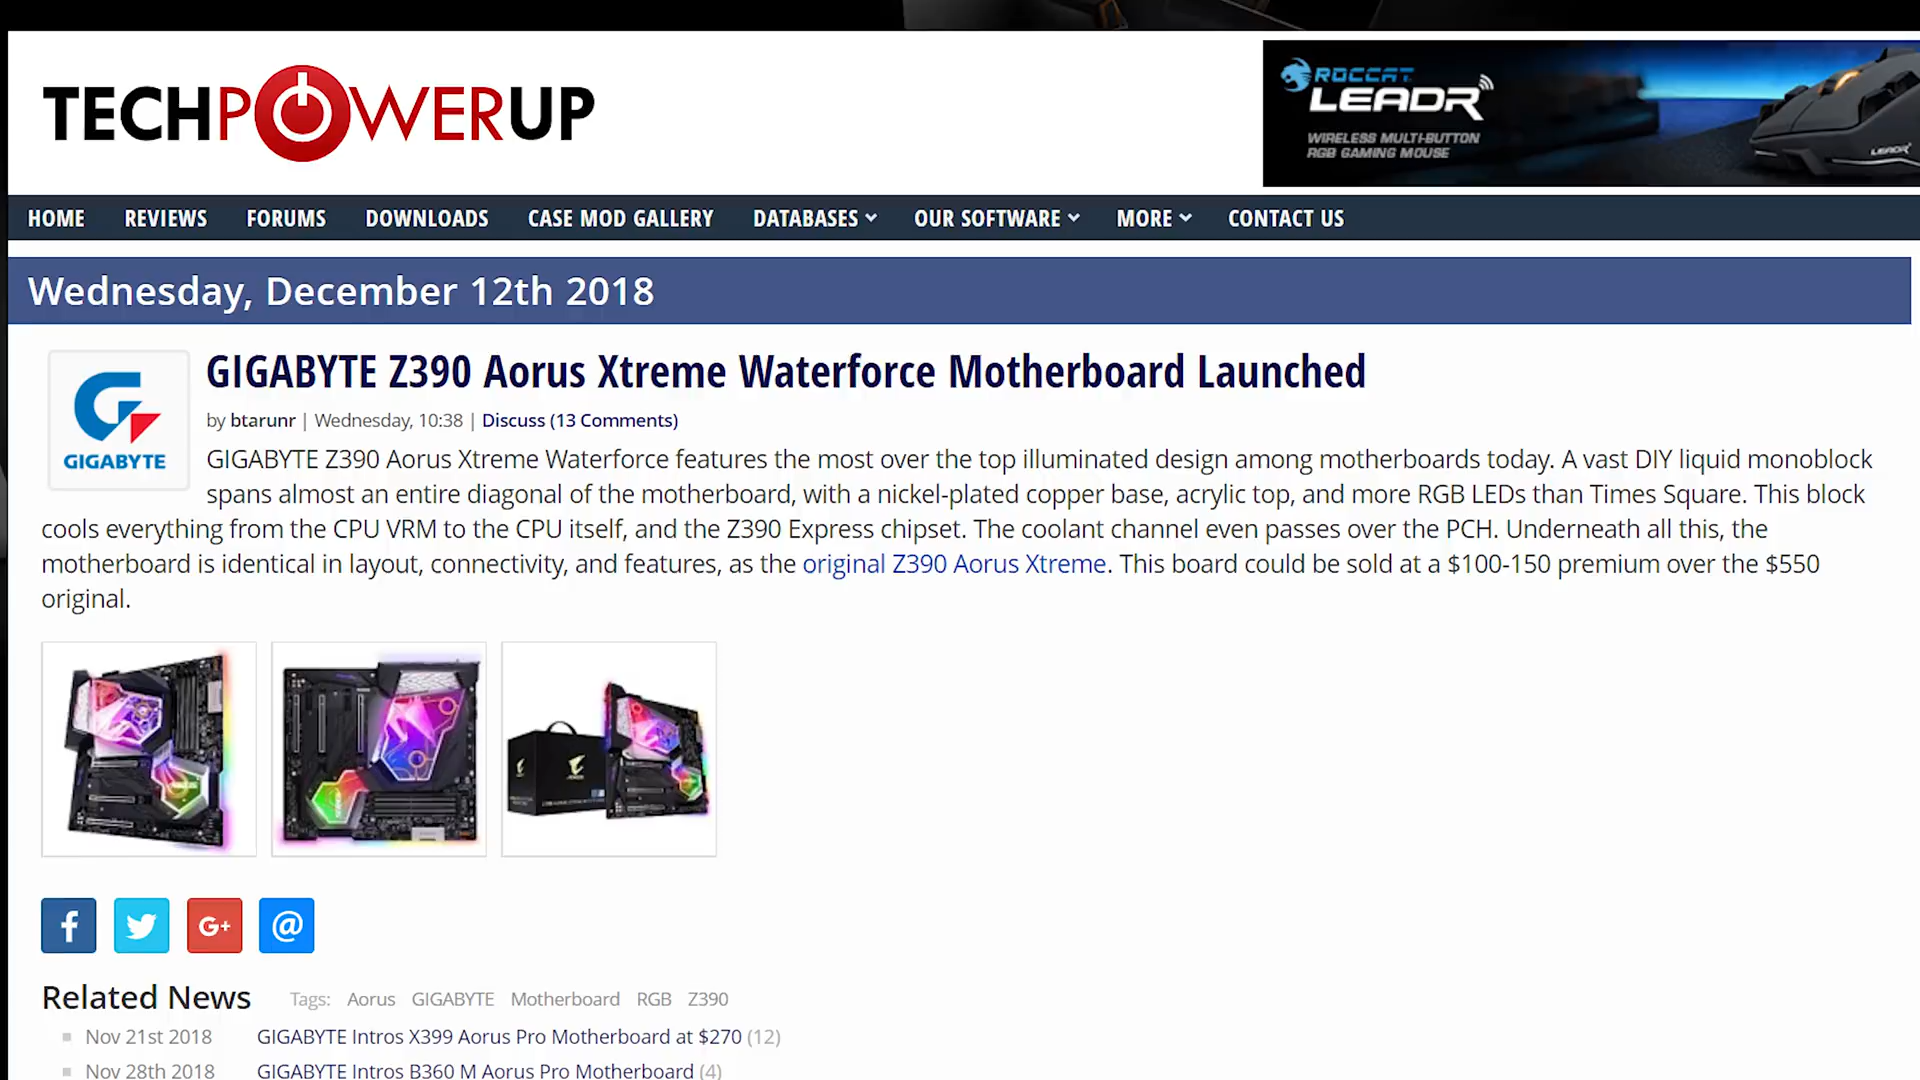 TECHPOWERUP
ROCCAT
LEADR
WIRELESS MULTI-BUTTON
RGB GAMING MOUSE
LEADR
HOME REVIEWS FORUMS DOWNLOADS CASE MOD GALLERY DATABASES OUR SOFTWARE MORE CONTACT US
Wednesday, December 12th 2018
GIGABYTE
GIGABYTE Z390 Aorus Xtreme Waterforce Motherboard Launched
by btarunr | Wednesday, 10:38 | Discuss (13 Comments)
GIGABYTE Z390 Aorus Xtreme Waterforce features the most over the top illuminated design among motherboards today. A vast DIY liquid monoblock
spans almost an entire diagonal of the motherboard, with a nickel-plated copper base, acrylic top, and more RGB LEDs than Times Square. This block
cools everything from the CPU VRM to the CPU itself, and the Z390 Express chipset. The coolant channel even passes over the PCH. Underneath all this, the
motherboard is identical in layout, connectivity, and features, as the original Z390 Aorus Xtreme. This board could be sold at a $100-150 premium over the $550
original.
f G+ @
Related News Tags: Aorus GIGABYTE Motherboard RGB Z390
Nov 21st 2018 GIGABYTE Intros X399 Aorus Pro Motherboard at $270 (12)
Nov 28th 2018 GIGABYTE Intros B360 M Aorus Pro Motherboard (4)